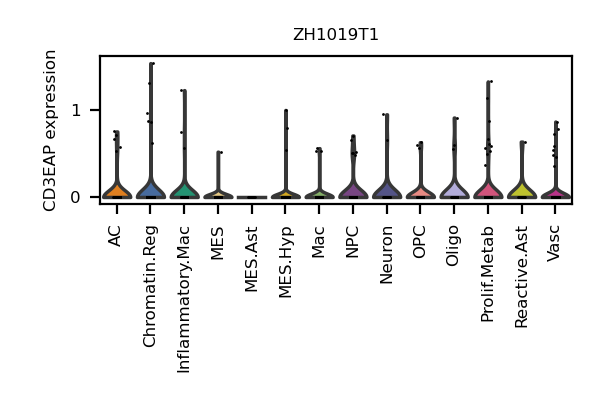 ZH1019T1
CD3EAP expression
1
0
AC
Chromatin.Reg
Inflammatory.Mac
MES
MES.Ast
MES.Hyp
Mac
NPC
Neuron
OPC
Oligo
Prolif.Metab
Reactive.Ast
Vasc